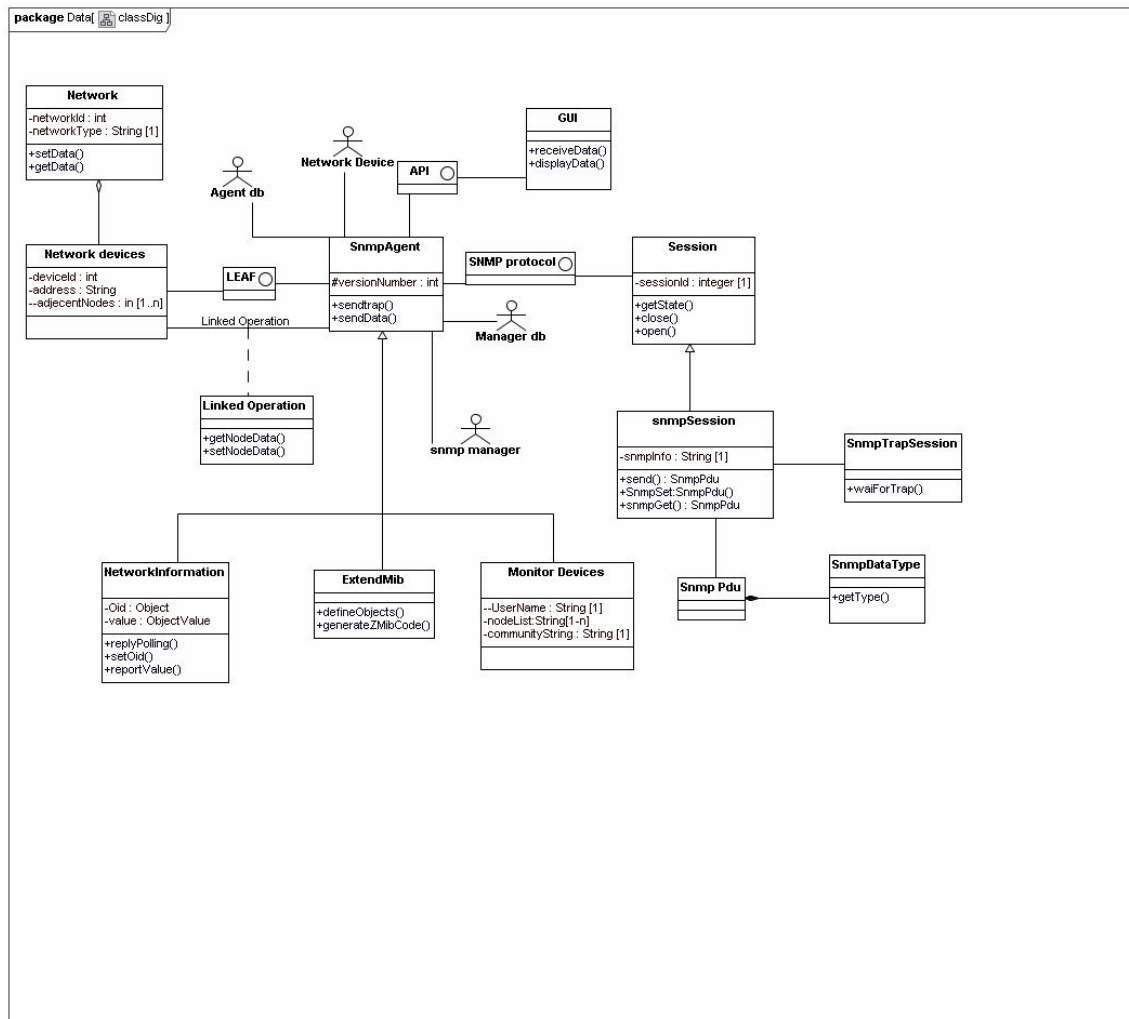 package Data[ classDig ]
Network
-networkId : int
-networkType : String [1]
+setData()
+getData()
Network Device
Agent db
API
GUI
+receiveData()
+displayData()
Network devices
-deviceId : int
-address : String
--adjecentNodes : in [1..n]
LEAF
SnmpAgent
#versionNumber : int
+sendtrap()
+sendData()
SNMP protocol
Session
-sessionId : integer [1]
+getState()
+close()
+open()
Linked Operation
Manager db
Linked Operation
+getNodeData()
+setNodeData()
snmp manager
snmpSession
-snmpInfo : String [1]
+send() : SnmpPdu
+SnmpSet:SnmpPdu()
+snmpGet() : SnmpPdu
SnmpTrapSession
+waiForTrap()
NetworkInformation
-Oid : Object
-value : ObjectValue
+replyPolling()
+setOid()
+reportValue()
ExtendMib
+defineObjects()
+generateZMibCode()
Monitor Devices
--UserName : String [1]
-nodeList:String[1-n]
-communityString : String [1]
Snmp Pdu
SnmpDataType
+getType()